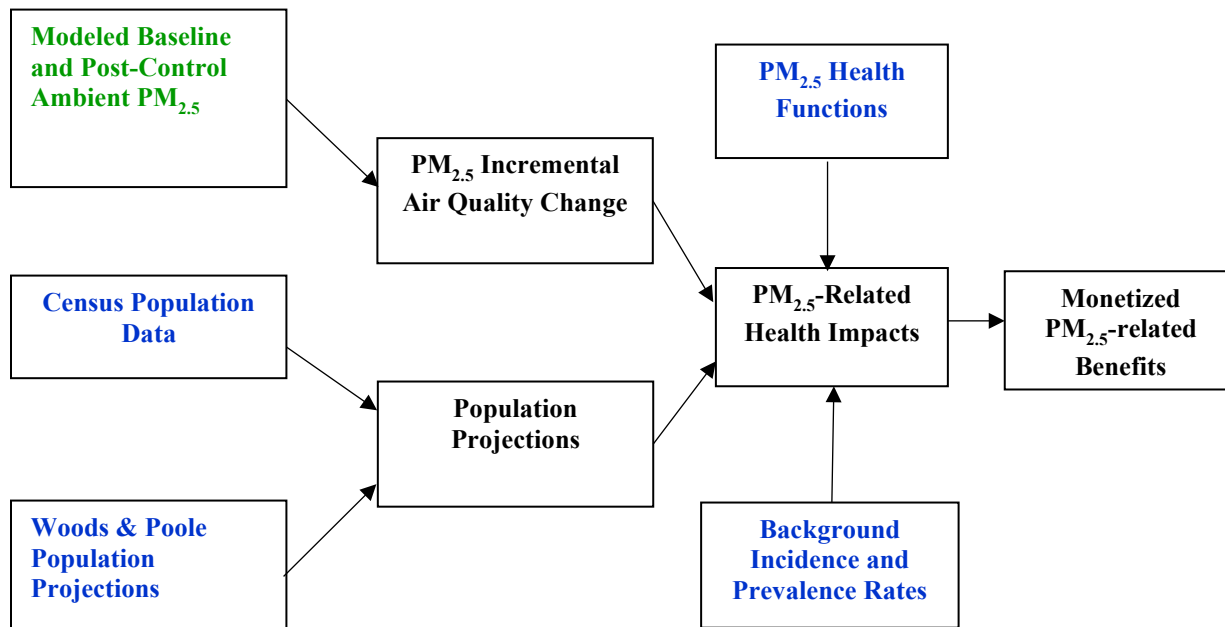 Modeled Baseline
and Post-Control
Ambient PM2.5
PM2.5 Health
Functions
PM2.5 Incremental
Air Quality Change
Census Population
Data
PM2.5-Related
Health Impacts
Monetized
PM2.5-related
Benefits
Population
Projections
Woods & Poole
Population
Projections
Background
Incidence and
Prevalence Rates